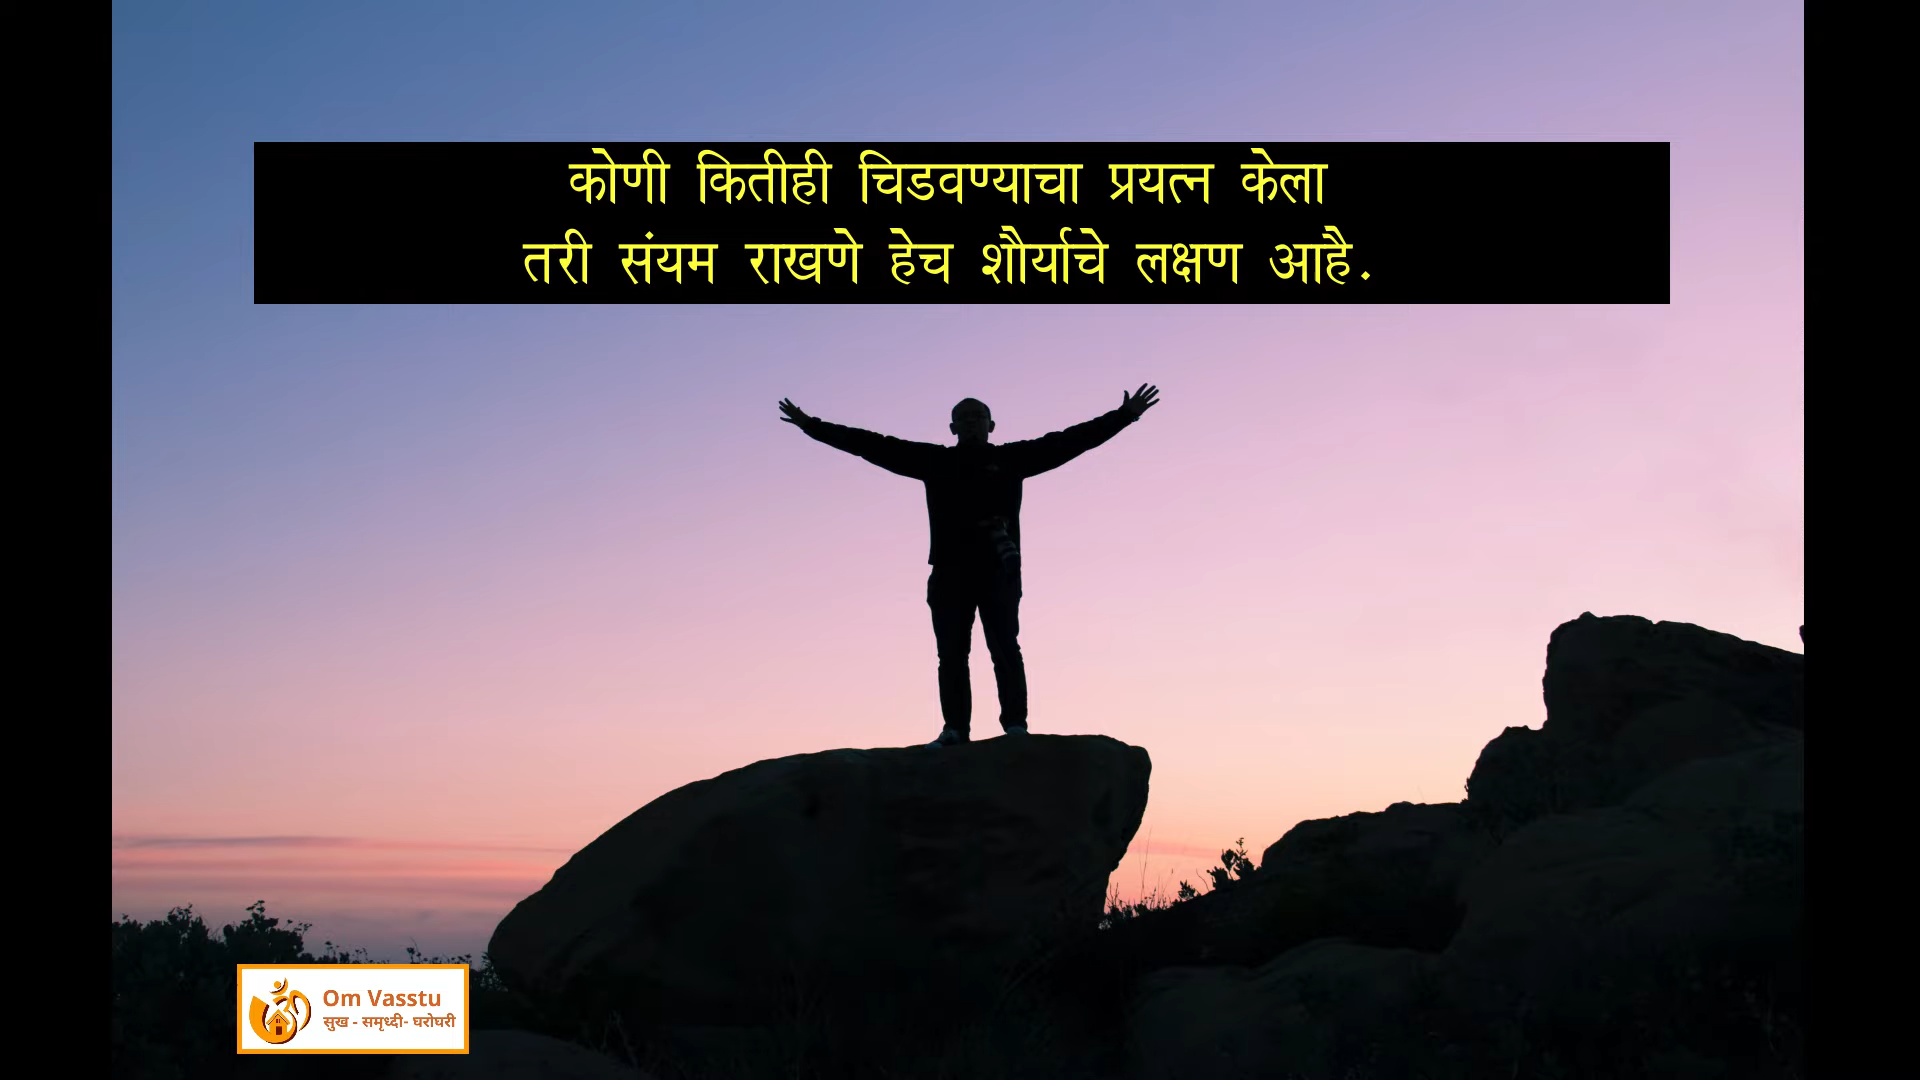 कोणी कितीही चिडवण्याचा प्रयत्न केला
तरी संयम राखणे हेच शौर्याचे लक्षण आहै.
Om Vasstu
सुख - समृध्दी- घरोघरी